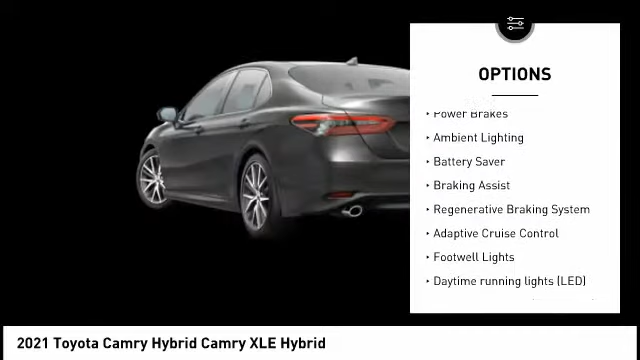 OPTIONS
• Power Brakes
• Ambient Lighting
• Battery Saver
• Braking Assist
• Regenerative Braking System
• Adaptive Cruise Control
• Footwell Lights
• Daytime running lights (LED)
2021 Toyota Camry Hybrid Camry XLE Hybrid